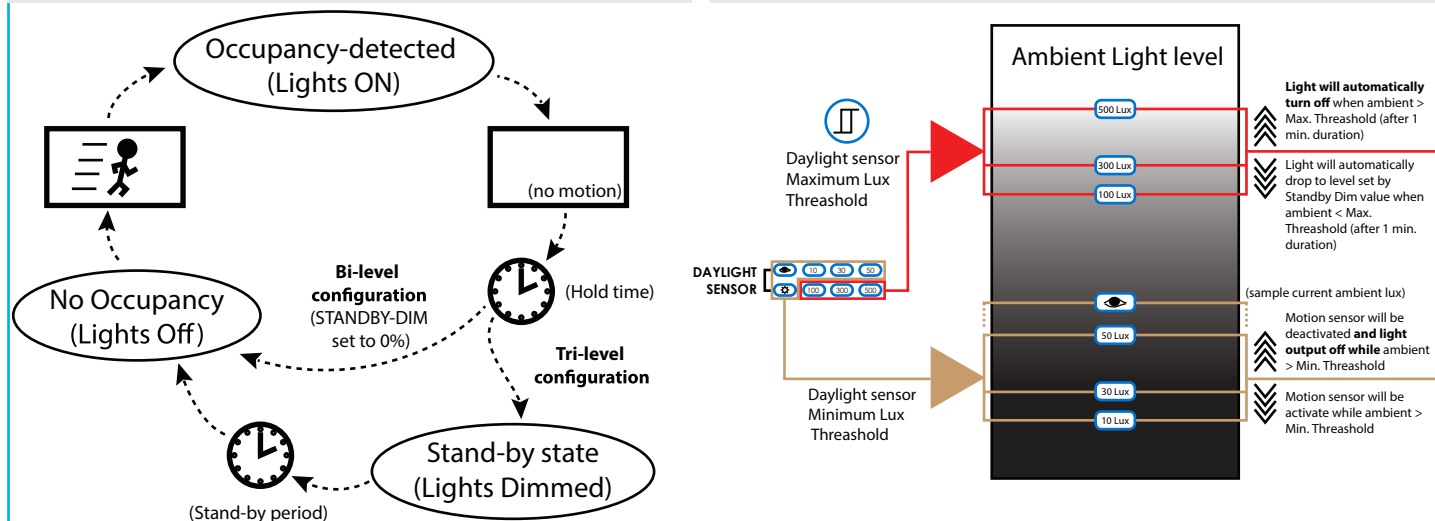 Occupancy-detected
(Lights ON)
(no motion)
Bi-level
configuration
(STANDBY-DIM
set to 0%)
(Hold time)
No Occupancy
(Lights Off)
Tri-level
configuration
Stand-by state
(Lights Dimmed)
(Stand-by period)
Ambient Light level
Daylight sensor
Maximum Lux
Threashold
500 Lux
300 Lux
100 Lux
Light will automatically
turn off when ambient >
Max. Threshold (after 1
min. duration)
Light will automatically
drop to level set by
Standby Dim value when
ambient < Max.
Threashold (after 1 min.
duration)
DAYLIGHT
SENSOR
10 30 50
100 300 500
(sample current ambient lux)
50 Lux
30 Lux
10 Lux
Daylight sensor
Minimum Lux
Threashold
Motion sensor will be
deactivated and light
output off while ambient
> Min. Threshold
Motion sensor will be
activate while ambient >
Min. Threshold